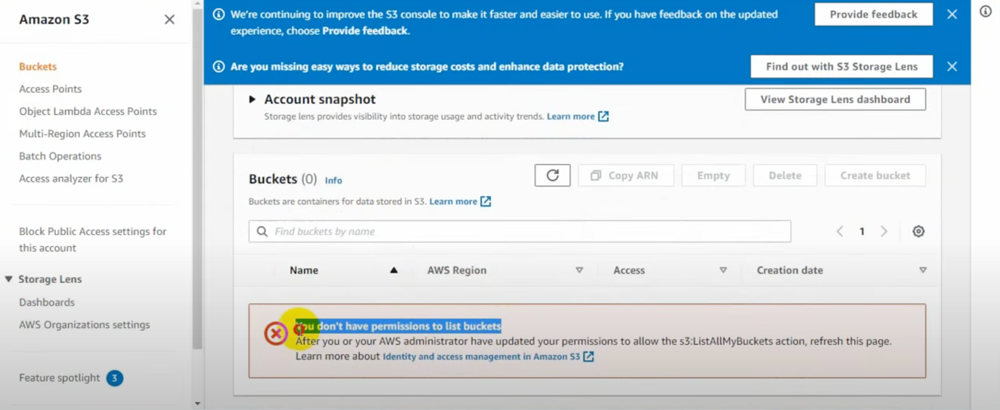 Amazon S3
Buckets
Access Points
Object Lambda Access Points
Multi-Region Access Points
Batch Operations
Access analyzer for S3
Block Public Access settings for
this account
Storage Lens
Dashboards
AWS Organizations settings
Feature spotlight 3
We're continuing to improve the S3 console to make it faster and easier to use. If you have feedback on the updated
experience, choose Provide feedback.
Provide feedback
Are you missing easy ways to reduce storage costs and enhance data protection?
Find out with S3 Storage Lens
Account snapshot
View Storage Lens dashboard
Storage lens provides visibility into storage usage and activity trends. Learn more
Buckets (0) Info
Copy ARN Empty Delete Create bucket
Buckets are containers for data stored in S3. Learn more
Find buckets by name
1
Name AWS Region Access Creation date
You don't have permissions to list buckets
After you or your AWS administrator have updated your permissions to allow the s3:ListAllMyBuckets action, refresh this page.
Learn more about Identity and access management in Amazon S3